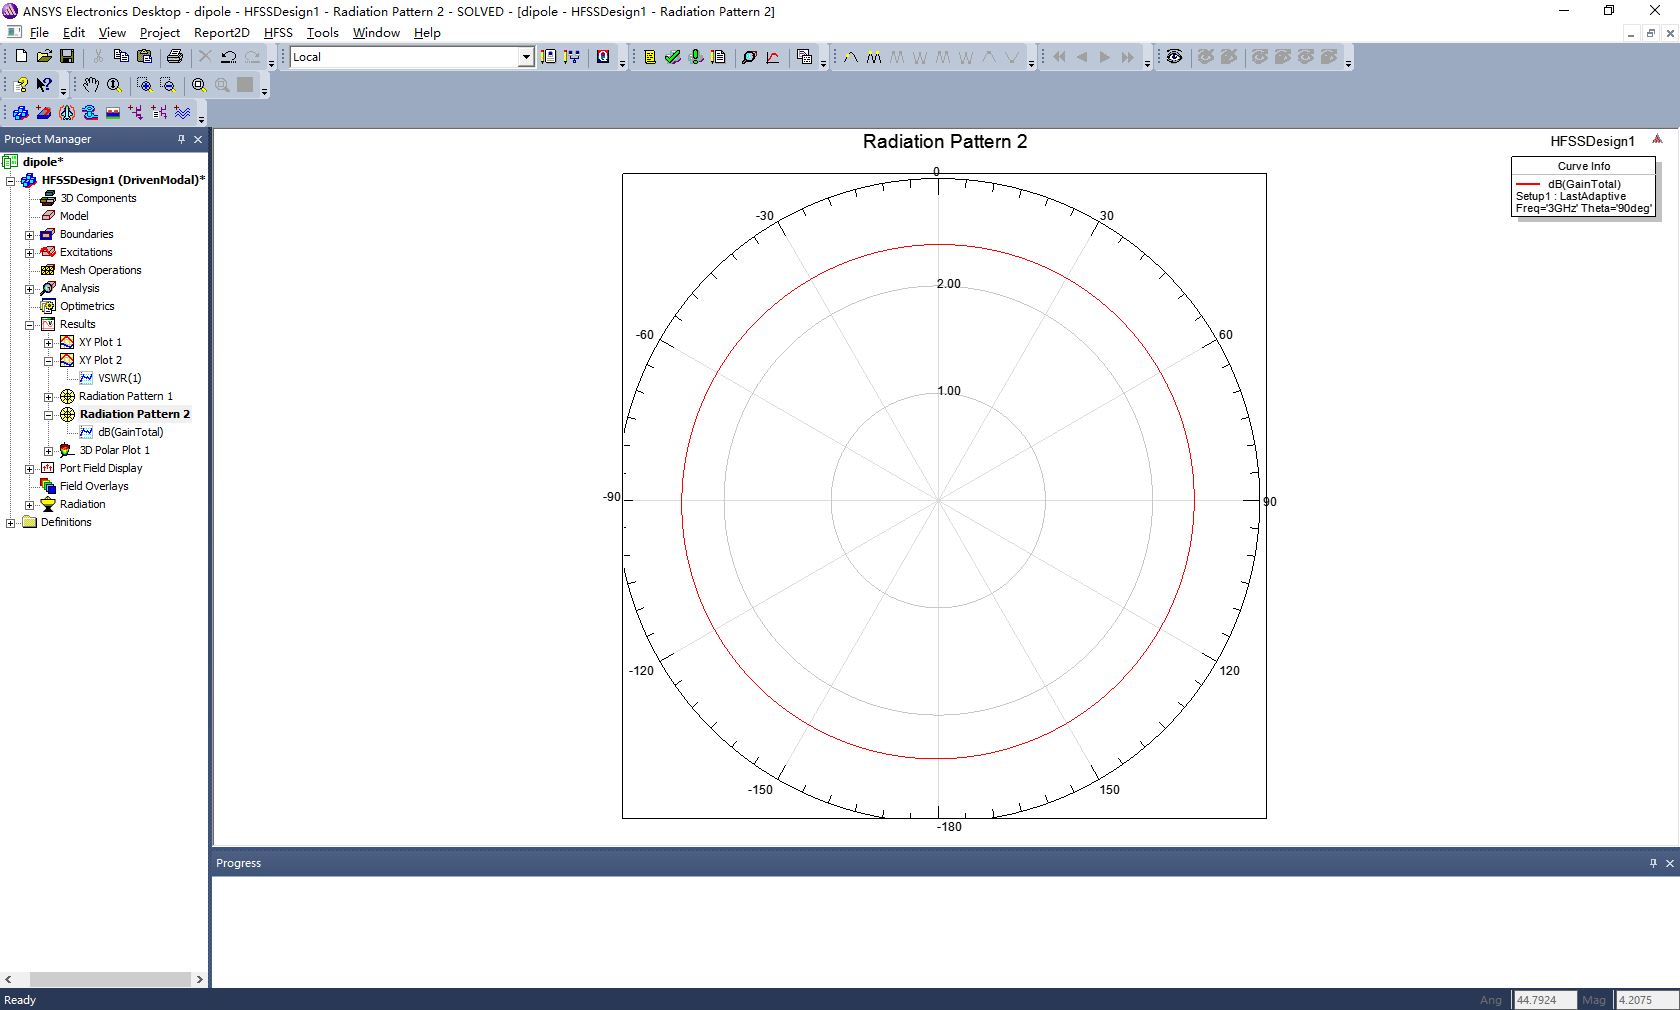 ANSYS Electronics Desktop - dipole - HFSSDesign1 - Radiation Pattern 2 - SOLVED - [dipole - HFSSDesign1 - Radiation Pattern 2]
File Edit View Project Report2D HFSS Tools Window Help
Local
Project Manager
dipole*
HFSSDesign1 (DrivenModal)*
3D Components
Model
Boundaries
Excitations
Mesh Operations
Analysis
Optimetrics
Results
XY Plot 1
XY Plot 2
VSWR(1)
Radiation Pattern 1
Radiation Pattern 2
dB(GainTotal)
3D Polar Plot 1
Port Field Display
Field Overlays
Radiation
Definitions
Radiation Pattern 2
HFSSDesign1
Curve Info
dB(GainTotal)
Setup1 : LastAdaptive
Freq='3GHz' Theta='90deg'
0
-30
30
2.00
-60
60
1.00
-90
90
-120
120
-150
150
-180
Progress
Ready
Ang 44.7924 Mag 4.2075